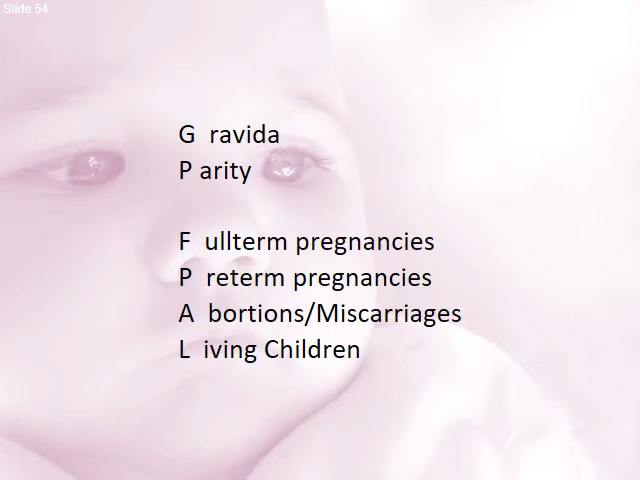 Slide 54
G ravida
P arity
F ullterm pregnancies
P reterm pregnancies
A bortions/Miscarriages
L iving Children